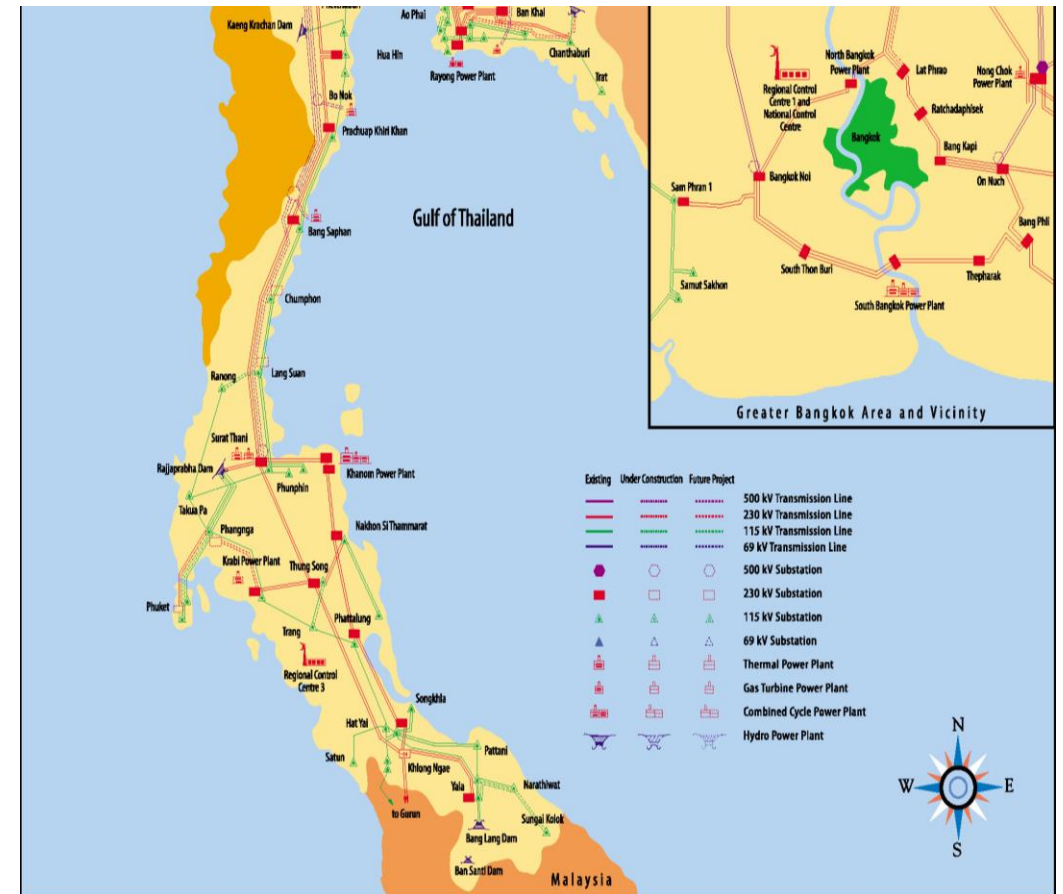 Kaeng Krachan Dam
Hua Hin
Bo Nok
Prachuap Khiri Khan
Ao Phai
Ban Khai
Rayong Power Plant
Chanthaburi
Trat
Gulf of Thailand
Bang Saphan
Chumphon
Ranong
Lang Suan
Surat Thani
Rajjaprabha Dam
Khanom Power Plant
Phunphin
Takua Pa
Phangnga
Nakhon Si Thammarat
Krabi Power Plant
Thung Song
Phuket
Trang
Phattalung
Regional Control
Centre 3
Songkhla
Hat Yai
Satun
Khlong Ngae
Pattani
Yala
Narathiwat
to Gurun
Sungai Kolok
Bang Lang Dam
Ban Santi Dam
Malaysia
North Bangkok
Power Plant
Lat Phrao
Nong Chok
Power Plant
Regional Control
Centre 1 and
National Control
Centre
Ratchadaphisek
Bangkok
Bang Kapi
On Nuch
Bangkok Noi
Sam Phran 1
Bang Phli
South Thon Buri
Thepharak
Samut Sakhon
South Bangkok Power Plant
Greater Bangkok Area and Vicinity
Existing Under Construction Future Project
500 kV Transmission Line
230 kV Transmission Line
115 kV Transmission Line
69 kV Transmission Line
500 kV Substation
230 kV Substation
115 kV Substation
69 kV Substation
Thermal Power Plant
Gas Turbine Power Plant
Combined Cycle Power Plant
Hydro Power Plant
N
W
E
S